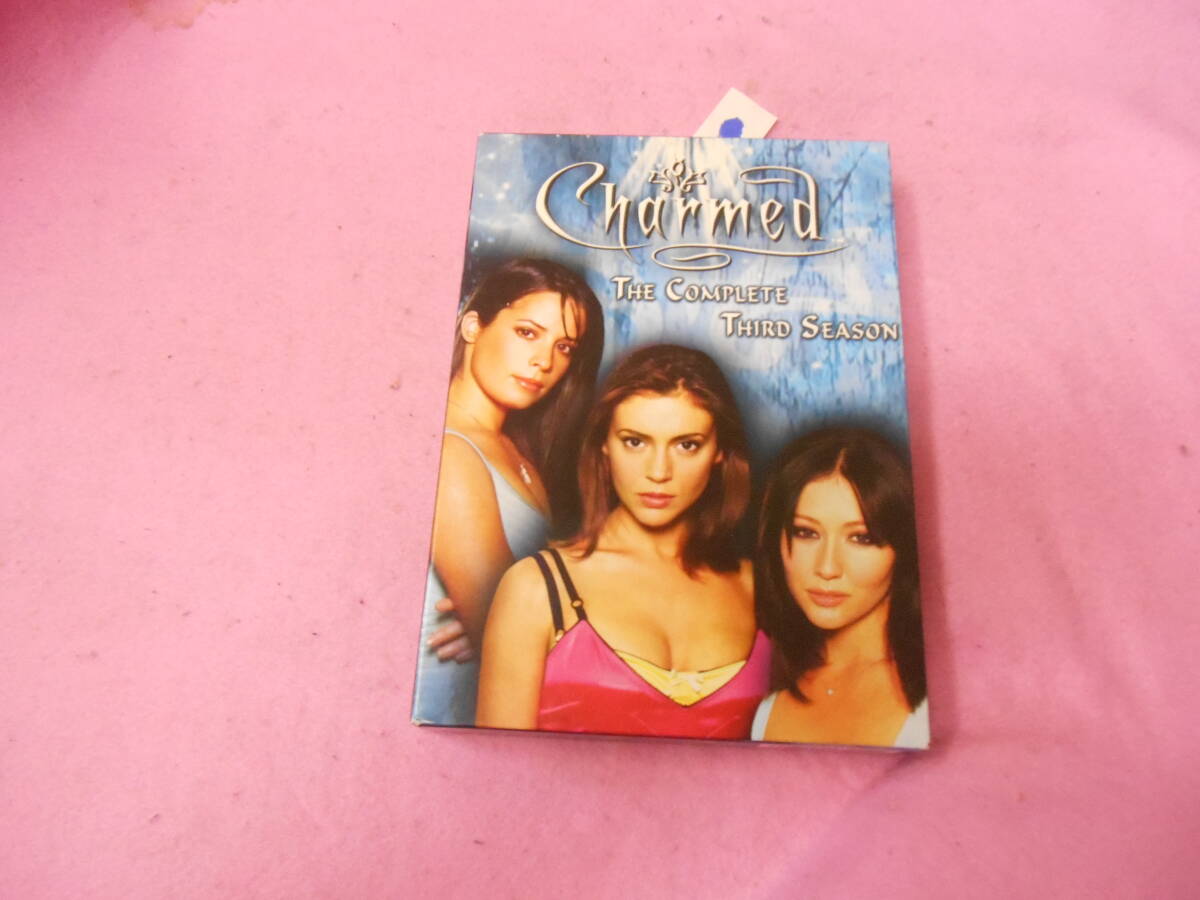 Charmed
The Complete
Third Season